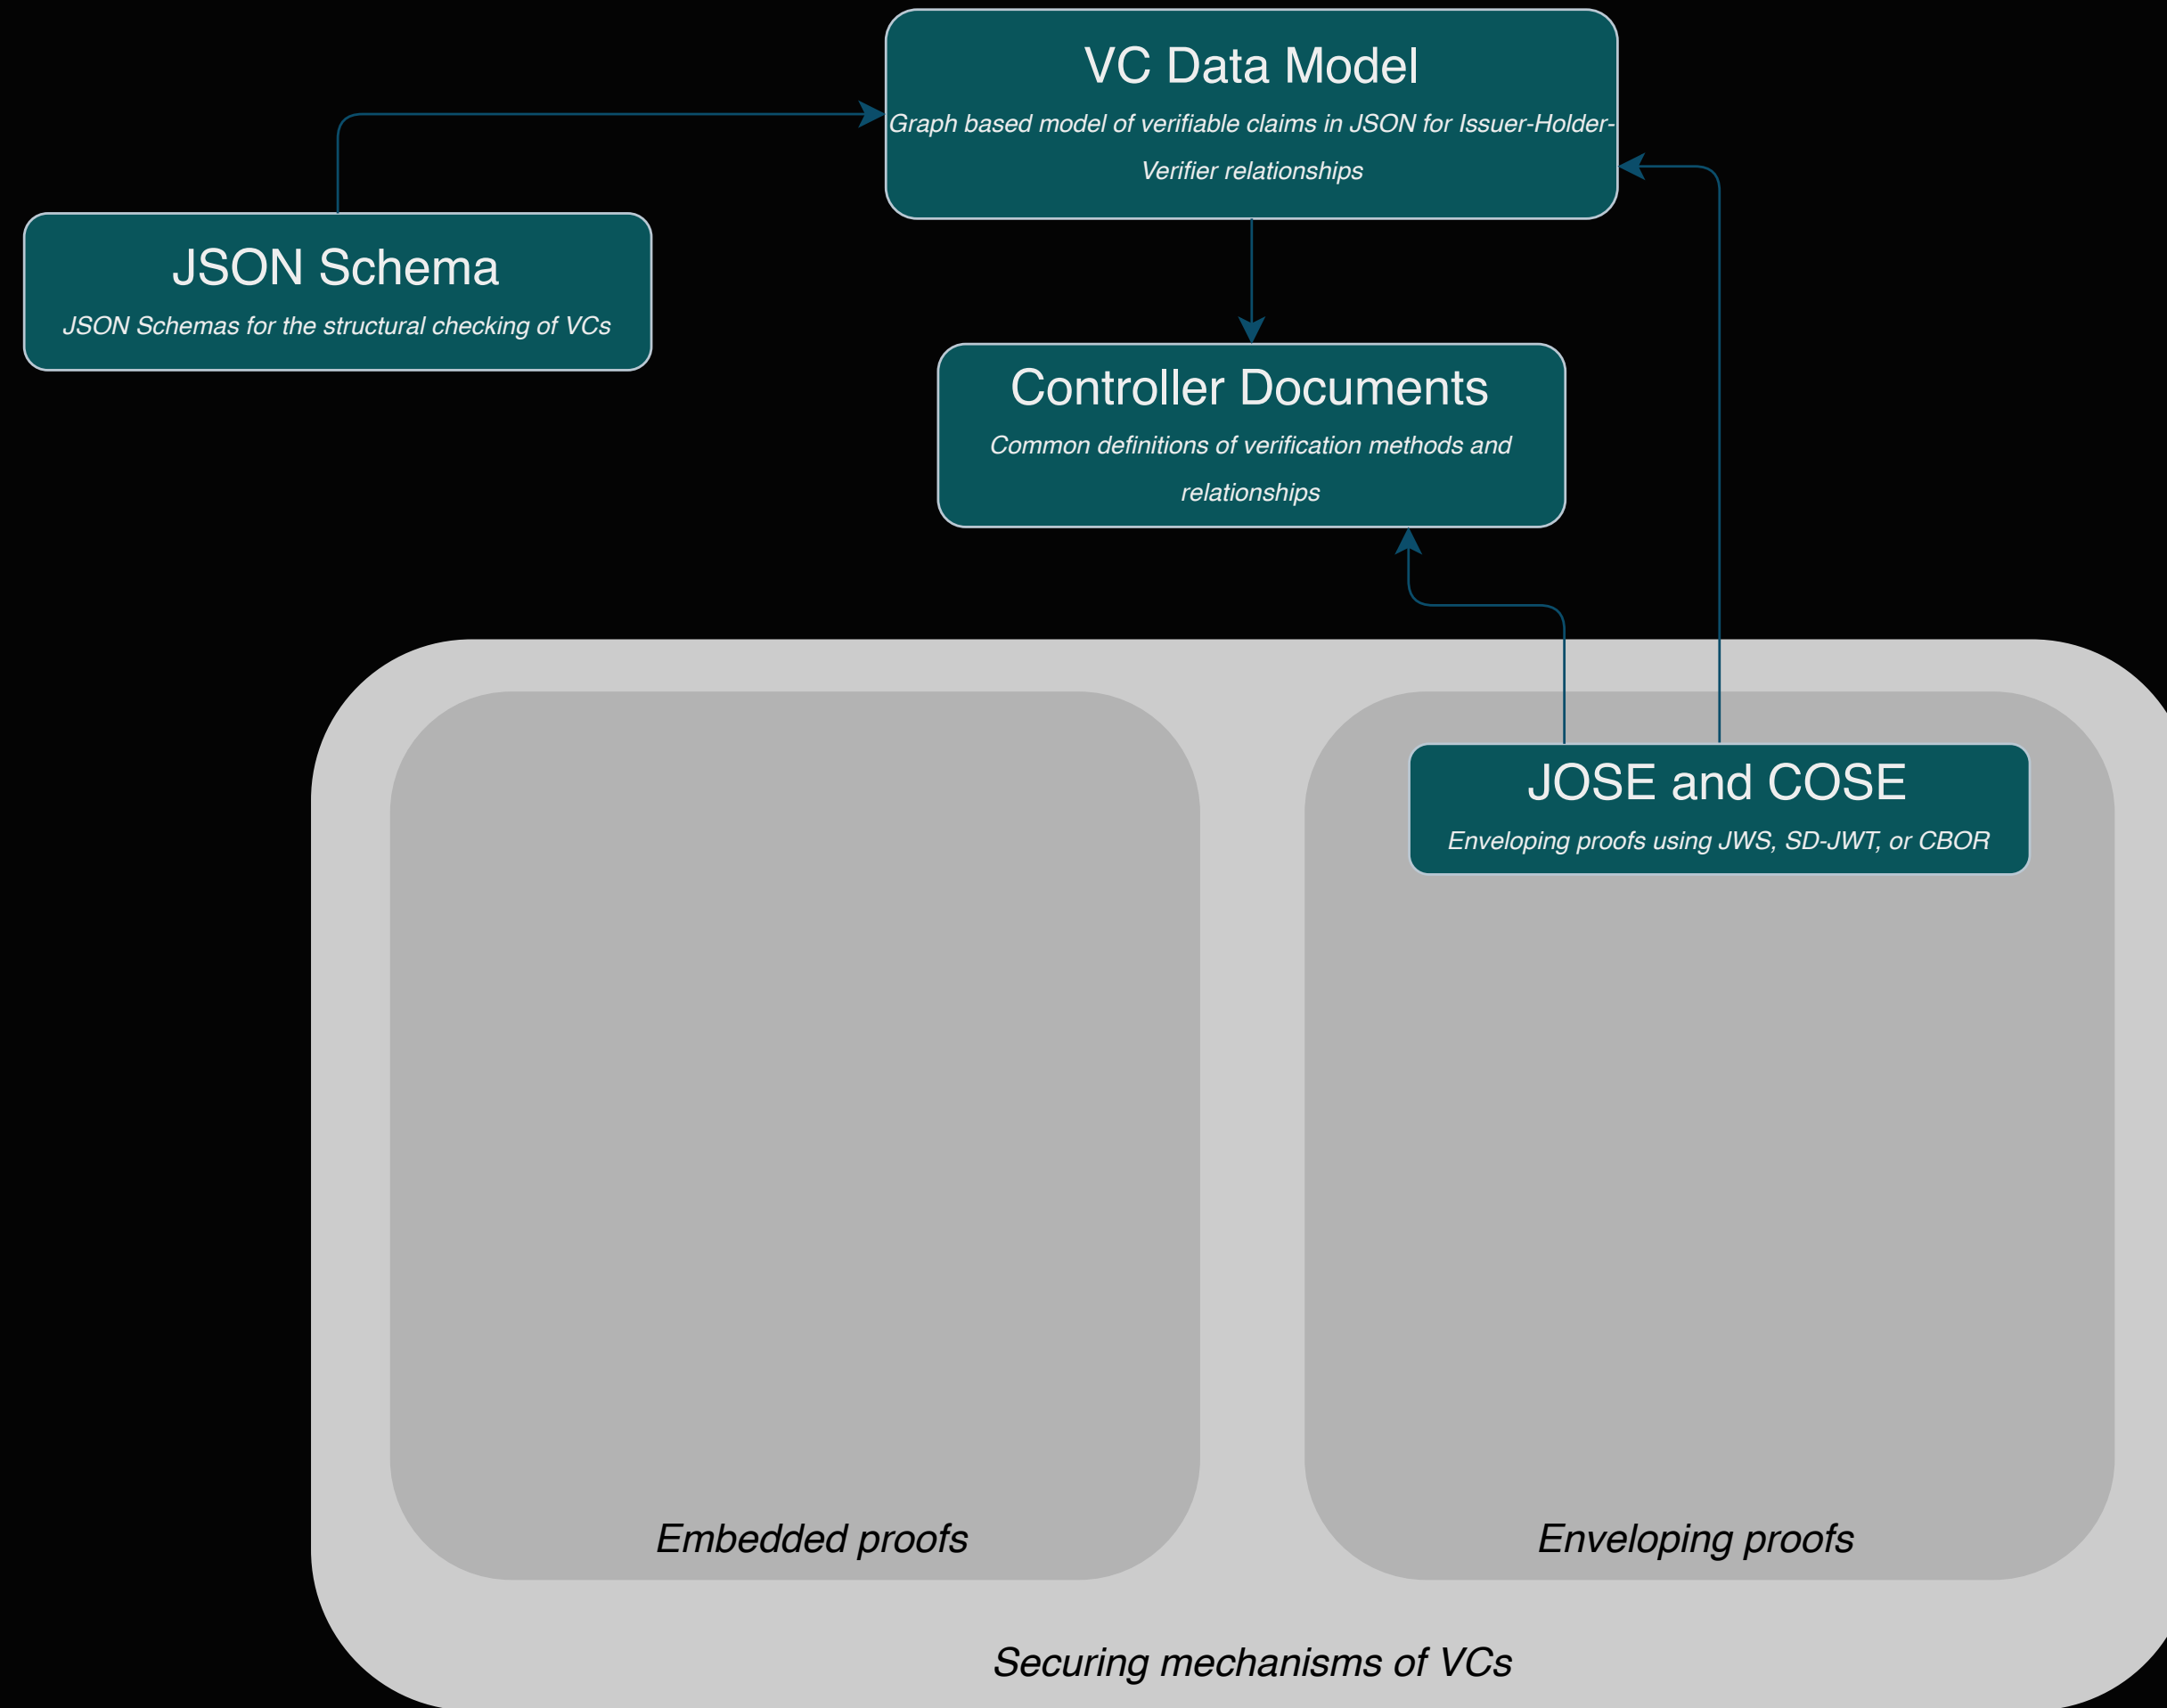 VC Data Model
Graph based model of verifiable claims in JSON for Issuer-Holder-
Verifier relationships
JSON Schema
JSON Schemas for the structural checking of VCs
Controller Documents
Common definitions of verification methods and
relationships
JOSE and COSE
Enveloping proofs using JWS, SD-JWT, or CBOR
Embedded proofs
Enveloping proofs
Securing mechanisms of VCs